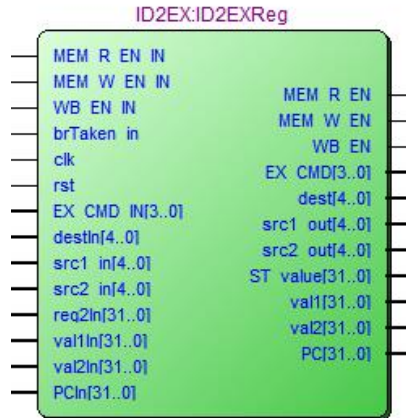 ID2EX:ID2EXReg
MEM R EN IN
MEM W EN IN
WB EN IN
brTaken in
clk
rst
EX CMD IN[3..0]
destIn[4..0]
src1 in[4..0]
src2 in[4..0]
reg2In[31..0]
val1In[31..0]
val2In[31..0]
PCIn[31..0]
MEM R EN
MEM W EN
WB EN
EX CMD[3..0]
dest[4..0]
src1 out[4..0]
src2 out[4..0]
ST value[31..0]
val1[31..0]
val2[31..0]
PC[31..0]